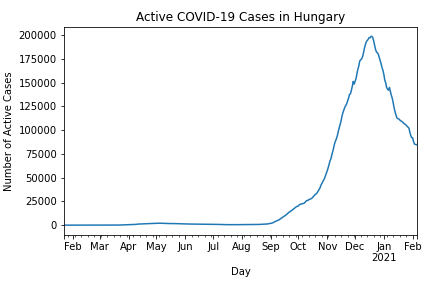 Active COVID-19 Cases in Hungary
Number of Active Cases
200000
175000
150000
125000
100000
75000
50000
25000
0
Feb Mar Apr May Jun Jul Aug Sep Oct Nov Dec Jan Feb
2021
Day